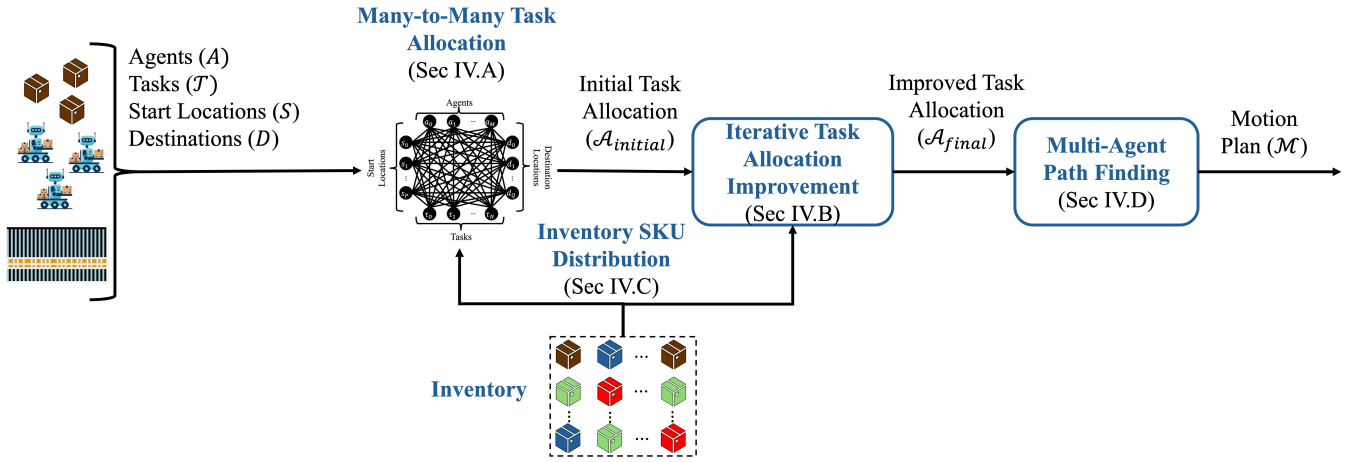 Many-to-Many Task
Allocation
(Sec IV.A)
Agents (A)
Tasks (𝒯)
Start Locations (S)
Destinations (D)
Agents
Start
Locations
Destination
Locations
Tasks
Initial Task
Allocation
(𝒜initial)
Iterative Task
Allocation
Improvement
(Sec IV.B)
Improved Task
Allocation
(𝒜final)
Multi-Agent
Path Finding
(Sec IV.D)
Motion
Plan (ℳ)
Inventory SKU
Distribution
(Sec IV.C)
Inventory